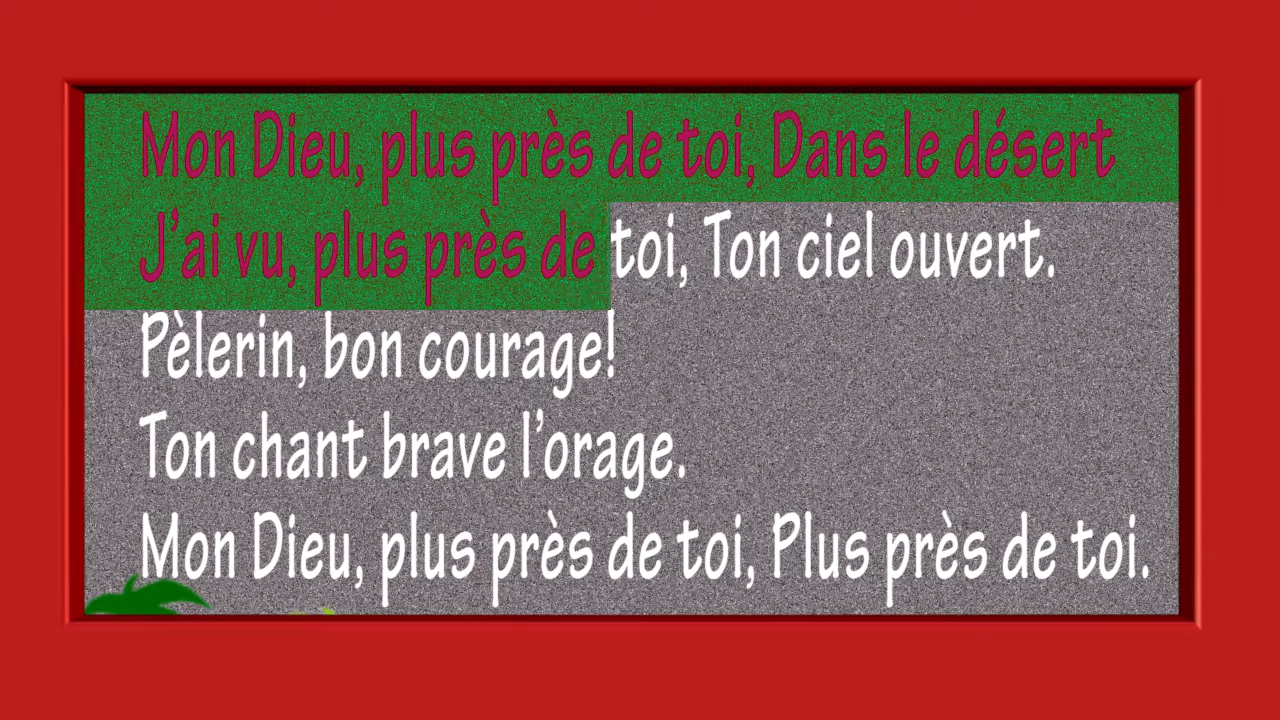 Mon Dieu, plus près de toi, Dans le désert
J'ai vu, plus près de toi, Ton ciel ouvert.
Pèlerin, bon courage!
Ton chant brave l'orage.
Mon Dieu, plus près de toi, Plus près de toi.